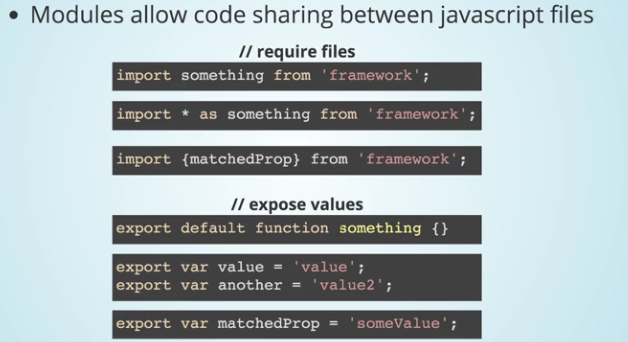 • Modules allow code sharing between javascript files
// require files
import something from 'framework';
import * as something from 'framework';
import {matchedProp} from 'framework';
// expose values
export default function something {}
export var value = 'value';
export var another = 'value2';
export var matchedProp = 'someValue';